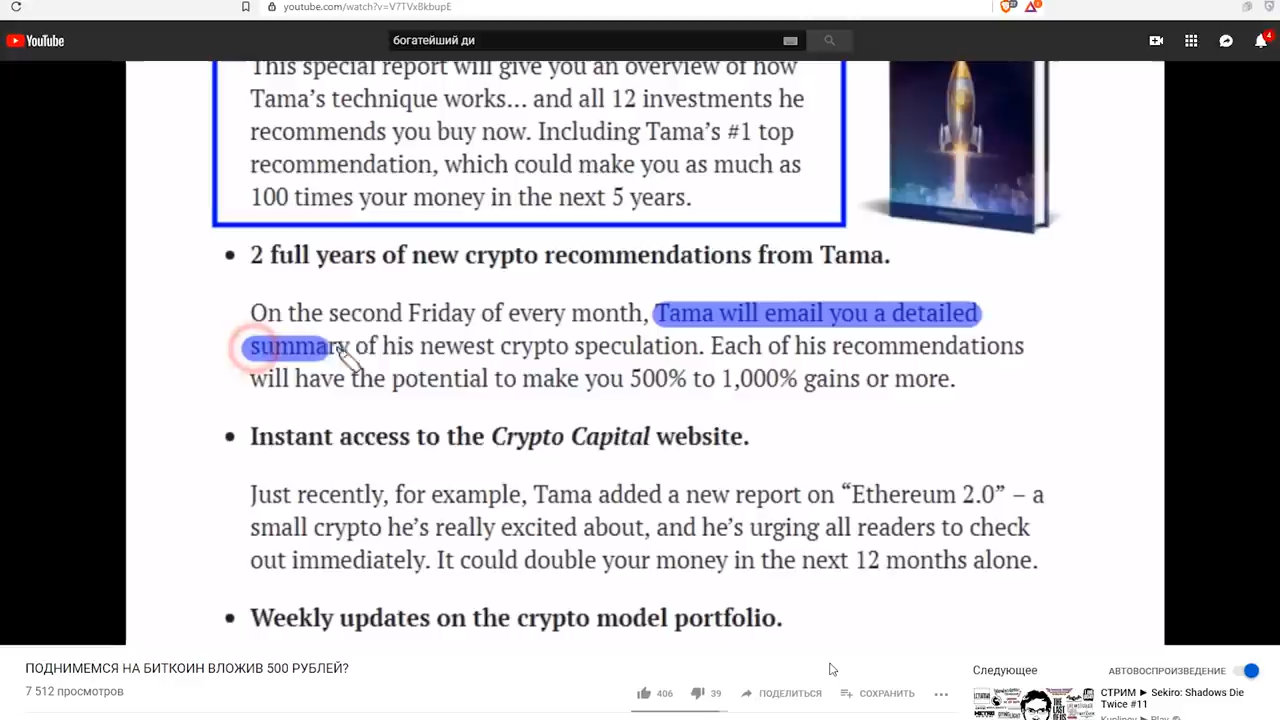 youtube.com/watch?v=V7TVx8kbupE
YouTube
богатейший ди
4
This special report will give you an overview of how
Tama's technique works... and all 12 investments he
recommends you buy now. Including Tama's #1 top
recommendation, which could make you as much as
100 times your money in the next 5 years.
• 2 full years of new crypto recommendations from Tama.
On the second Friday of every month, Tama will email you a detailed
summary of his newest crypto speculation. Each of his recommendations
will have the potential to make you 500% to 1,000% gains or more.
• Instant access to the Crypto Capital website.
Just recently, for example, Tama added a new report on “Ethereum 2.0” – a
small crypto he's really excited about, and he's urging all readers to check
out immediately. It could double your money in the next 12 months alone.
• Weekly updates on the crypto model portfolio.
ПОДНИМЕМСЯ НА БИТКОИН ВЛОЖИВ 500 РУБЛЕЙ?
7 512 просмотров
406
39
ПОДЕЛИТЬСЯ
СОХРАНИТЬ
Следующее
АВТОВОСПРОИЗВЕДЕНИЕ
СТРИМ ► Sekiro: Shadows Die
Twice #11